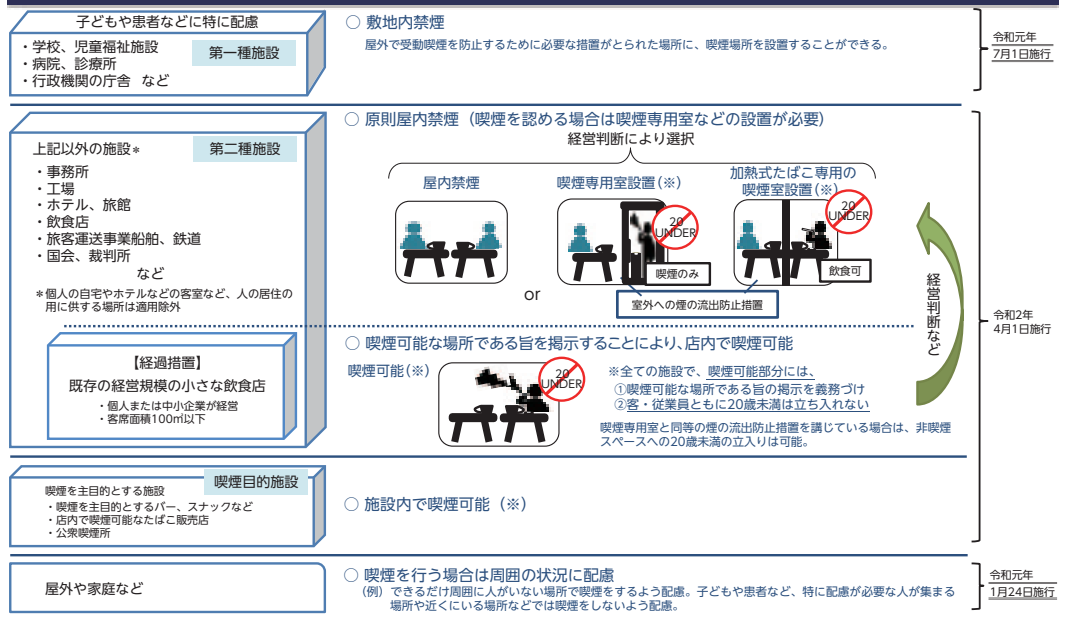 子どもや患者などに特に配慮
・学校、児童福祉施設
・病院、診療所
・行政機関の庁舎 など
第一種施設
○ 敷地内禁煙
屋外で受動喫煙を防止するために必要な措置がとられた場所に、喫煙場所を設置することができる。
令和元年
7月1日施行
上記以外の施設＊
第二種施設
・事務所
・工場
・ホテル、旅館
・飲食店
・旅客運送事業船舶、鉄道
・国会、裁判所
など
＊個人の自宅やホテルなどの客室など、人の居住の
用に供する場所は適用除外
○ 原則屋内禁煙（喫煙を認める場合は喫煙専用室などの設置が必要）
経営判断により選択
屋内禁煙
喫煙専用室設置(※)
加熱式たばこ専用の
喫煙室設置(※)
20
UNDER
20
UNDER
喫煙のみ
飲食可
or
室外への煙の流出防止措置
経営判断など
令和2年
4月1日施行
【経過措置】
既存の経営規模の小さな飲食店
・個人または中小企業が経営
・客席面積100㎡以下
○ 喫煙可能な場所である旨を掲示することにより、店内で喫煙可能
喫煙可能(※)
20
UNDER
※全ての施設で、喫煙可能部分には、
①喫煙可能な場所である旨の掲示を義務づけ
②客・従業員ともに20歳未満は立ち入れない
喫煙専用室と同等の煙の流出防止措置を講じている場合は、非喫煙
スペースへの20歳未満の立入りは可能。
喫煙目的施設
喫煙を主目的とする施設
・喫煙を主目的とするバー、スナックなど
・店内で喫煙可能なたばこ販売店
・公衆喫煙所
○ 施設内で喫煙可能（※）
屋外や家庭など
○ 喫煙を行う場合は周囲の状況に配慮
(例) できるだけ周囲に人がいない場所で喫煙をするよう配慮。子どもや患者など、特に配慮が必要な人が集まる
場所や近くにいる場所などでは喫煙をしないよう配慮。
令和元年
1月24日施行